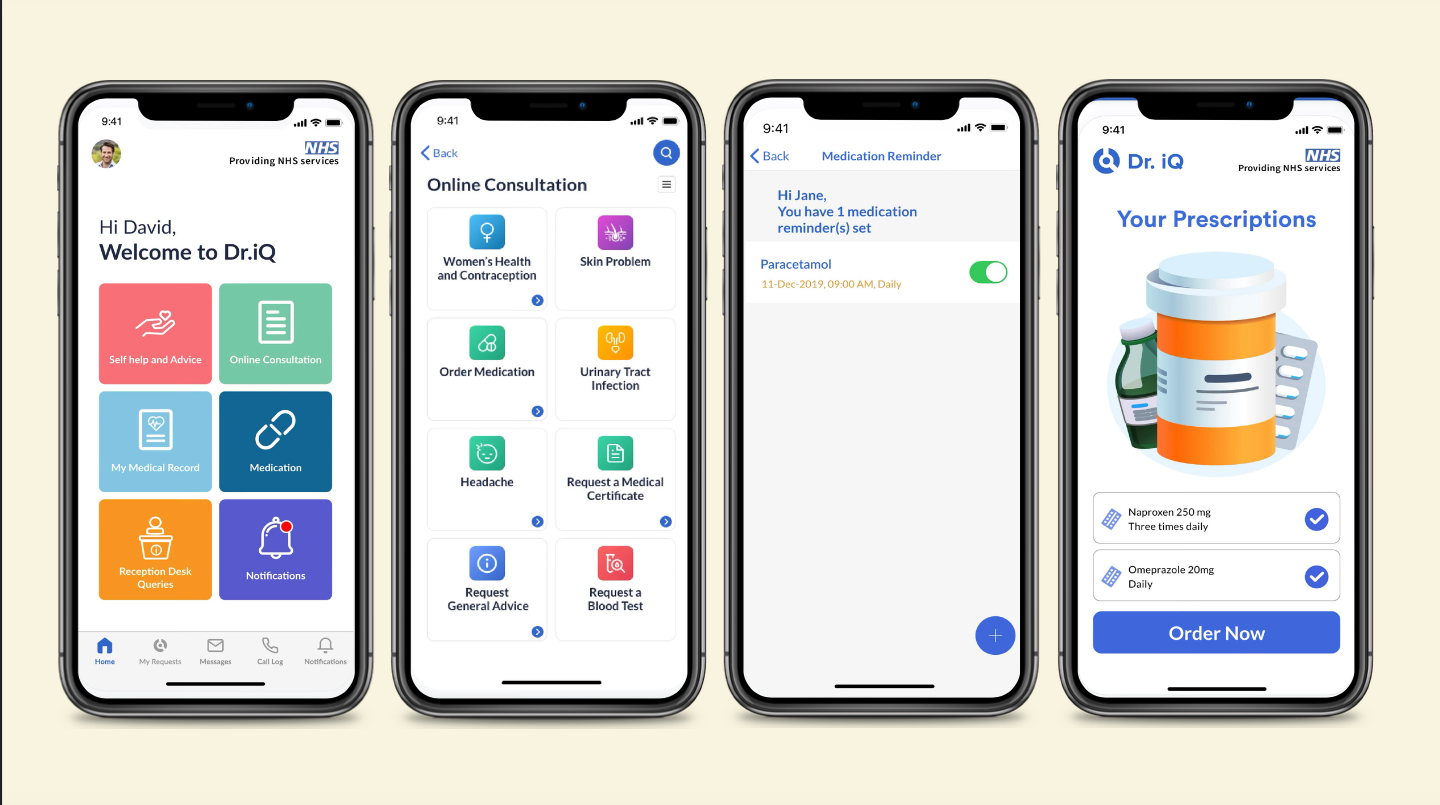 9:41
NHS
Providing NHS services
Hi David,
Welcome to Dr.iQ
Self help and Advice
Online Consultation
My Medical Record
Medication
Reception Desk
Queries
Notifications
Home
My Requests
Messages
Call Log
Notifications
9:41
Back
Online Consultation
Women's Health
and Contraception
Skin Problem
Order Medication
Urinary Tract
Infection
Headache
Request a Medical
Certificate
Request
General Advice
Request a
Blood Test
9:41
Back
Medication Reminder
Hi Jane,
You have 1 medication
reminder(s) set
Paracetamol
11-Dec-2019, 09:00 AM, Daily
9:41
Dr. iQ
NHS
Providing NHS services
Your Prescriptions
Naproxen 250 mg
Three times daily
Omeprazole 20mg
Daily
Order Now